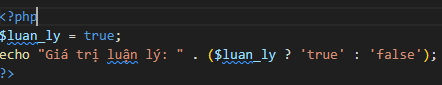 <?php
$luan_ly = true;
echo "Giá trị luận lý: " . ($luan_ly ? 'true' : 'false');
?>